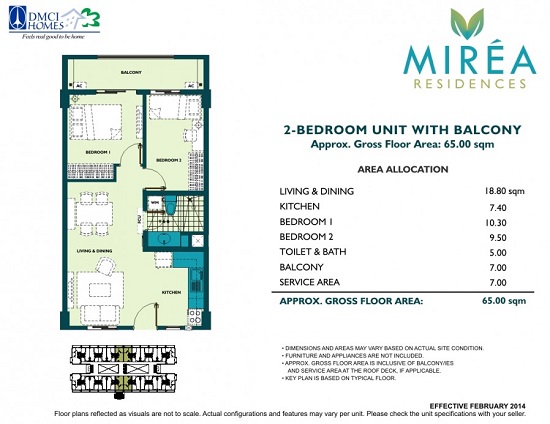 DMCI
HOMES
Feels real good to be home
MIRÉA
RESIDENCES
BALCONY
AC
AC
BEDROOM 1
BEDROOM 2
WM
PCU
LIVING & DINING
KITCHEN
2-BEDROOM UNIT WITH BALCONY
Approx. Gross Floor Area: 65.00 sqm
AREA ALLOCATION
LIVING & DINING 18.80 sqm
KITCHEN 7.40
BEDROOM 1 10.30
BEDROOM 2 9.50
TOILET & BATH 5.00
BALCONY 7.00
SERVICE AREA 7.00
APPROX. GROSS FLOOR AREA: 65.00 sqm
• DIMENSIONS AND AREAS MAY VARY BASED ON ACTUAL SITE CONDITION.
• FURNITURE AND APPLIANCES ARE NOT INCLUDED.
• APPROX. GROSS FLOOR AREA IS INCLUSIVE OF BALCONY/IES
AND SERVICE AREA AT THE ROOF DECK, IF APPLICABLE.
• KEY PLAN IS BASED ON TYPICAL FLOOR.
EFFECTIVE FEBRUARY 2014
Floor plans reflected as visuals are not to scale. Actual configurations and features may vary per unit. Please check the unit specifications with your seller.